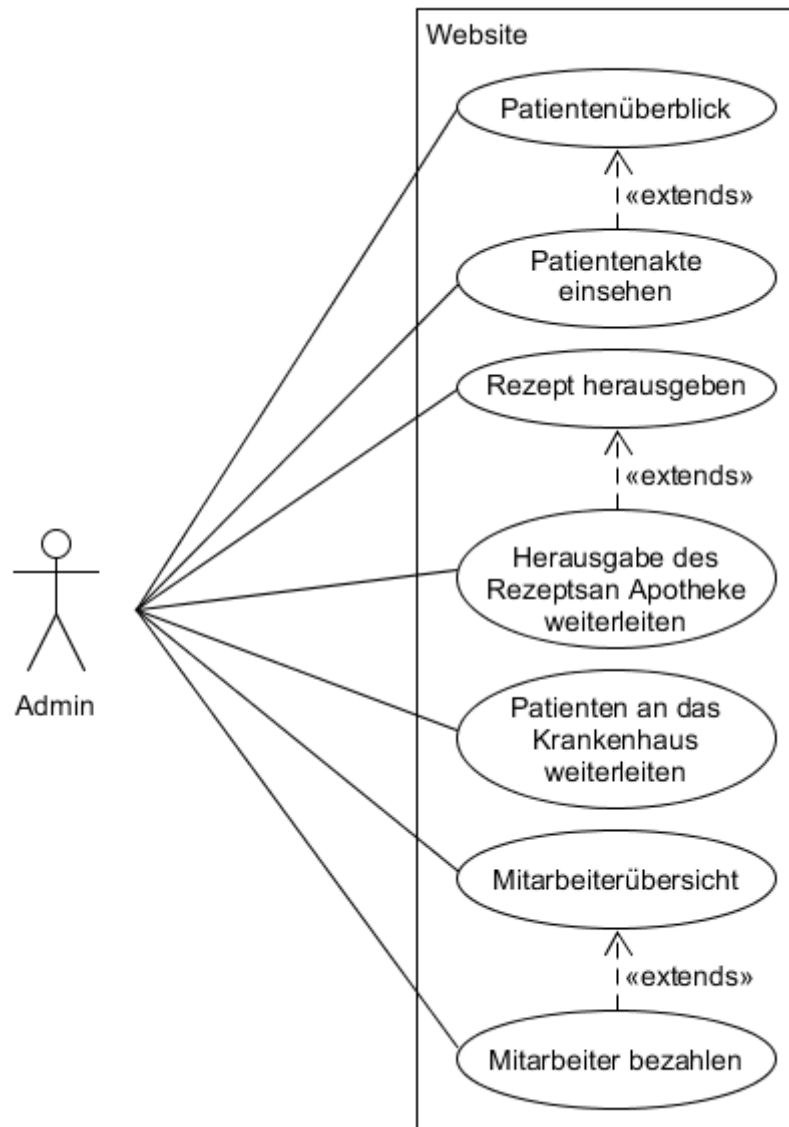 Website
Patientenüberblick
«extends»
Patientenakte
einsehen
Rezept herausgeben
«extends»
Herausgabe des
Rezeptsan Apotheke
weiterleiten
Admin
Patienten an das
Krankenhaus
weiterleiten
Mitarbeiterübersicht
«extends»
Mitarbeiter bezahlen